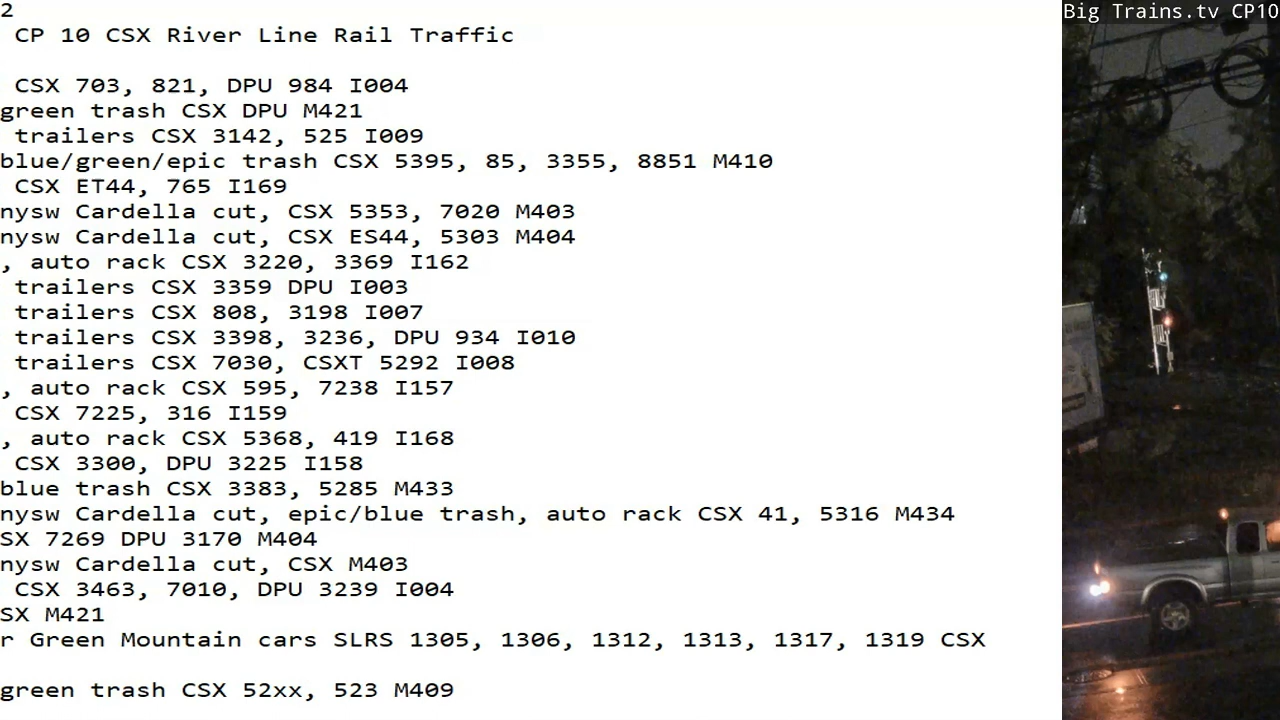 2
CP 10 CSX River Line Rail Traffic
CSX 703, 821, DPU 984 I004
green trash CSX DPU M421
trailers CSX 3142, 525 I009
blue/green/epic trash CSX 5395, 85, 3355, 8851 M410
CSX ET44, 765 I169
nysw Cardella cut, CSX 5353, 7020 M403
nysw Cardella cut, CSX ES44, 5303 M404
, auto rack CSX 3220, 3369 I162
trailers CSX 3359 DPU I003
trailers CSX 808, 3198 I007
trailers CSX 3398, 3236, DPU 934 I010
trailers CSX 7030, CSXT 5292 I008
, auto rack CSX 595, 7238 I157
CSX 7225, 316 I159
, auto rack CSX 5368, 419 I168
CSX 3300, DPU 3225 I158
blue trash CSX 3383, 5285 M433
nysw Cardella cut, epic/blue trash, auto rack CSX 41, 5316 M434
SX 7269 DPU 3170 M404
nysw Cardella cut, CSX M403
CSX 3463, 7010, DPU 3239 I004
SX M421
r Green Mountain cars SLRS 1305, 1306, 1312, 1313, 1317, 1319 CSX
green trash CSX 52xx, 523 M409
Big Trains.tv CP10